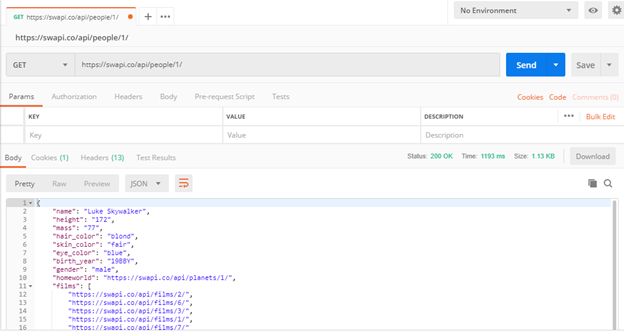 GET https://swapi.co/api/people/1/ + ••• No Environment
https://swapi.co/api/people/1/
GET https://swapi.co/api/people/1/ Send Save
Params Authorization Headers Body Pre-request Script Tests Cookies Code Comments (0)
KEY VALUE DESCRIPTION ••• Bulk Edit
Key Value Description
Body Cookies (1) Headers (13) Test Results Status: 200 OK Time: 1193 ms Size: 1.13 KB Download
Pretty Raw Preview JSON
1 {
2 "name": "Luke Skywalker",
3 "height": "172",
4 "mass": "77",
5 "hair_color": "blond",
6 "skin_color": "fair",
7 "eye_color": "blue",
8 "birth_year": "19BBY",
9 "gender": "male",
10 "homeworld": "https://swapi.co/api/planets/1/",
11 "films": [
12 "https://swapi.co/api/films/2/",
13 "https://swapi.co/api/films/6/",
14 "https://swapi.co/api/films/3/",
15 "https://swapi.co/api/films/1/",
16 "https://swapi.co/api/films/7/"